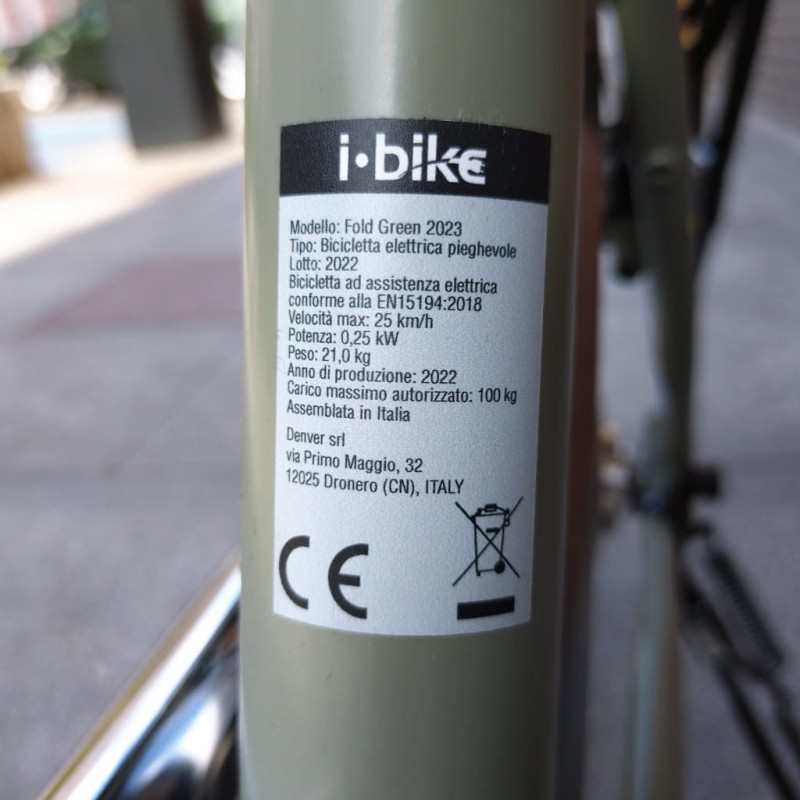 i•bike
Modello: Fold Green 2023
Tipo: Bicicletta elettrica pieghevole
Lotto: 2022
Bicicletta ad assistenza elettrica
conforme alla EN15194:2018
Velocità max: 25 km/h
Potenza: 0,25 kW
Peso: 21,0 kg
Anno di produzione: 2022
Carico massimo autorizzato: 100 kg
Assemblata in Italia
Denver srl
via Primo Maggio, 32
12025 Dronero (CN), ITALY
CE